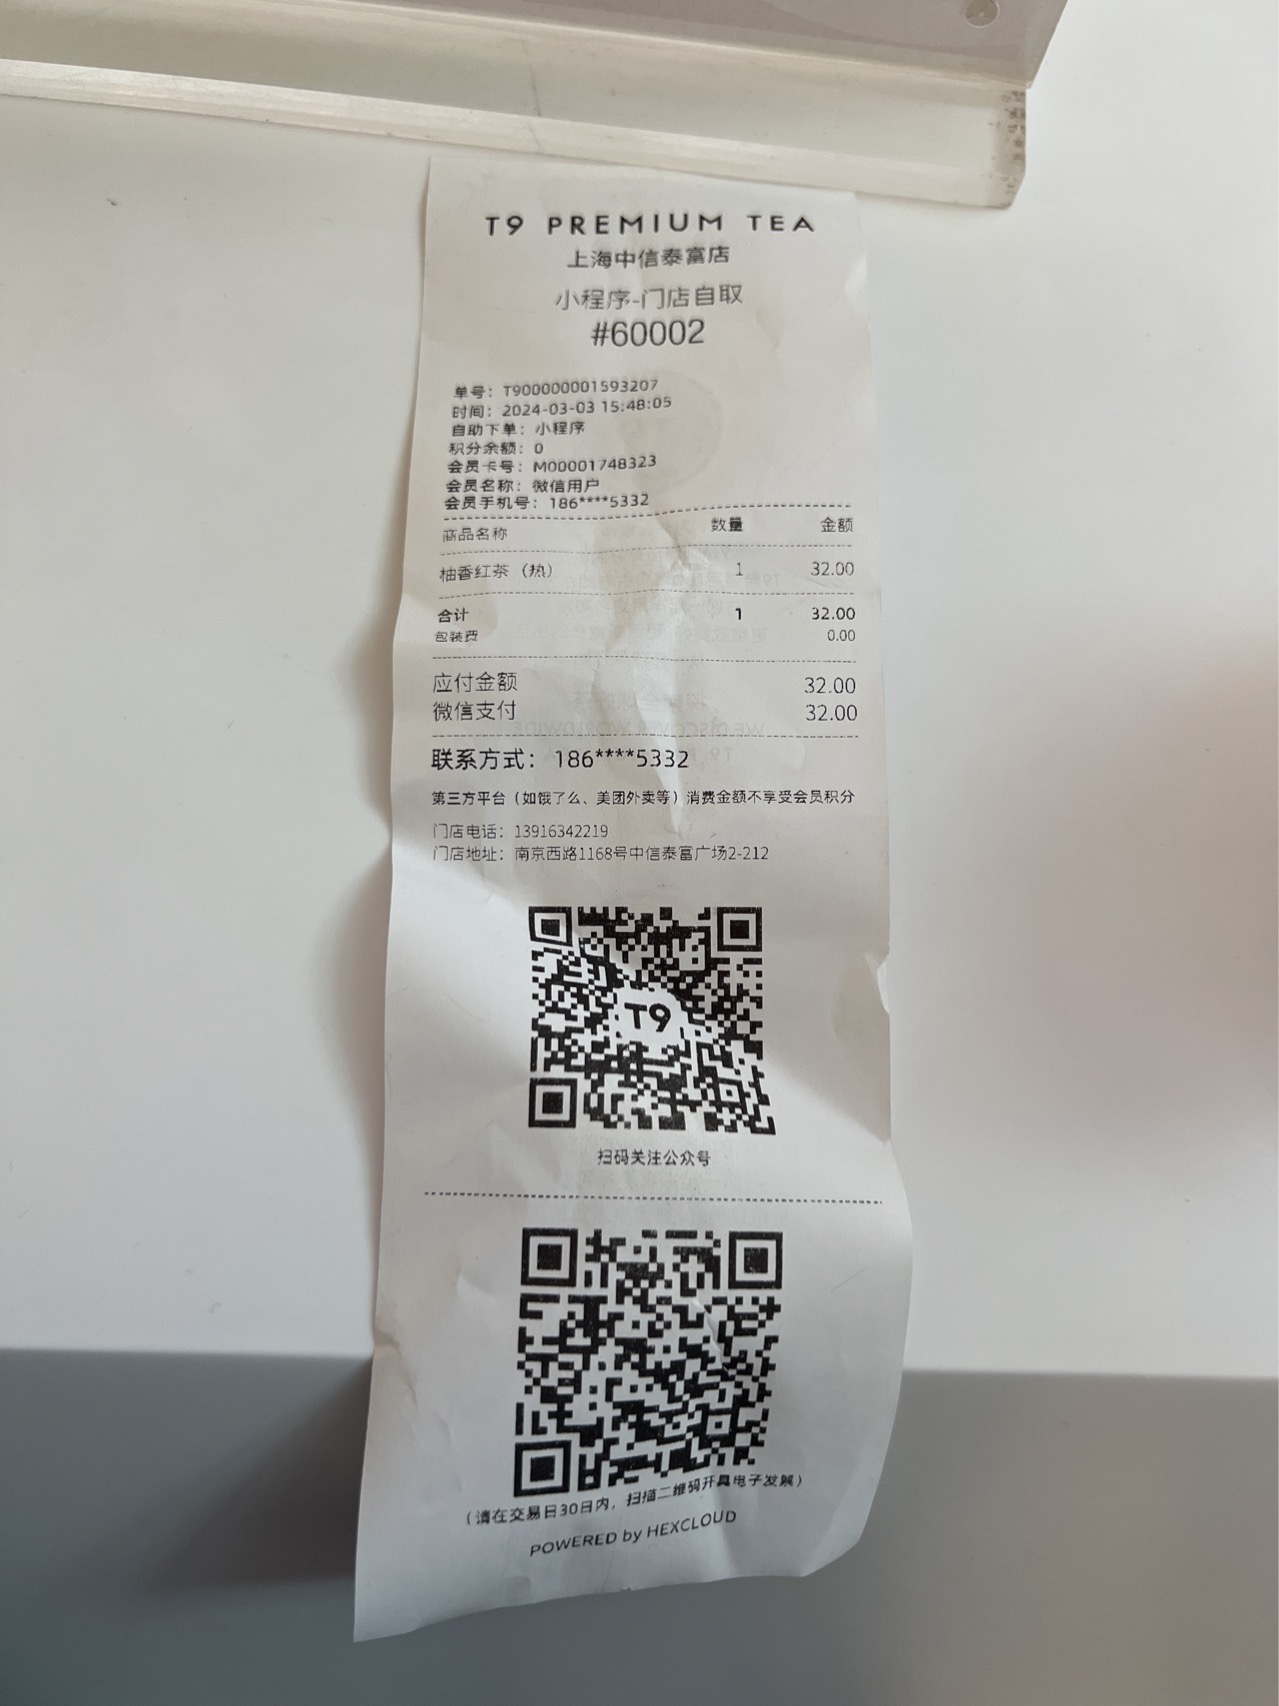 T9 PREMIUM TEA
上海中信泰富店
小程序-门店自取
#60002
单号：T900000001593207
时间：2024-03-03 15:48:05
自助下单：小程序
积分余额：0
会员卡号：M00001748323
会员名称：微信用户
会员手机号：186****5332
商品名称 数量 金额
柚香红茶（热） 1 32.00
合计 1 32.00
包装费 0.00
应付金额 32.00
微信支付 32.00
联系方式：186****5332
第三方平台（如饿了么、美团外卖等）消费金额不享受会员积分
门店电话：13916342219
门店地址：南京西路1168号中信泰富广场2-212
T9
扫码关注公众号
（请在交易日30日内，扫描二维码开具电子发票）
POWERED by HEXCLOUD